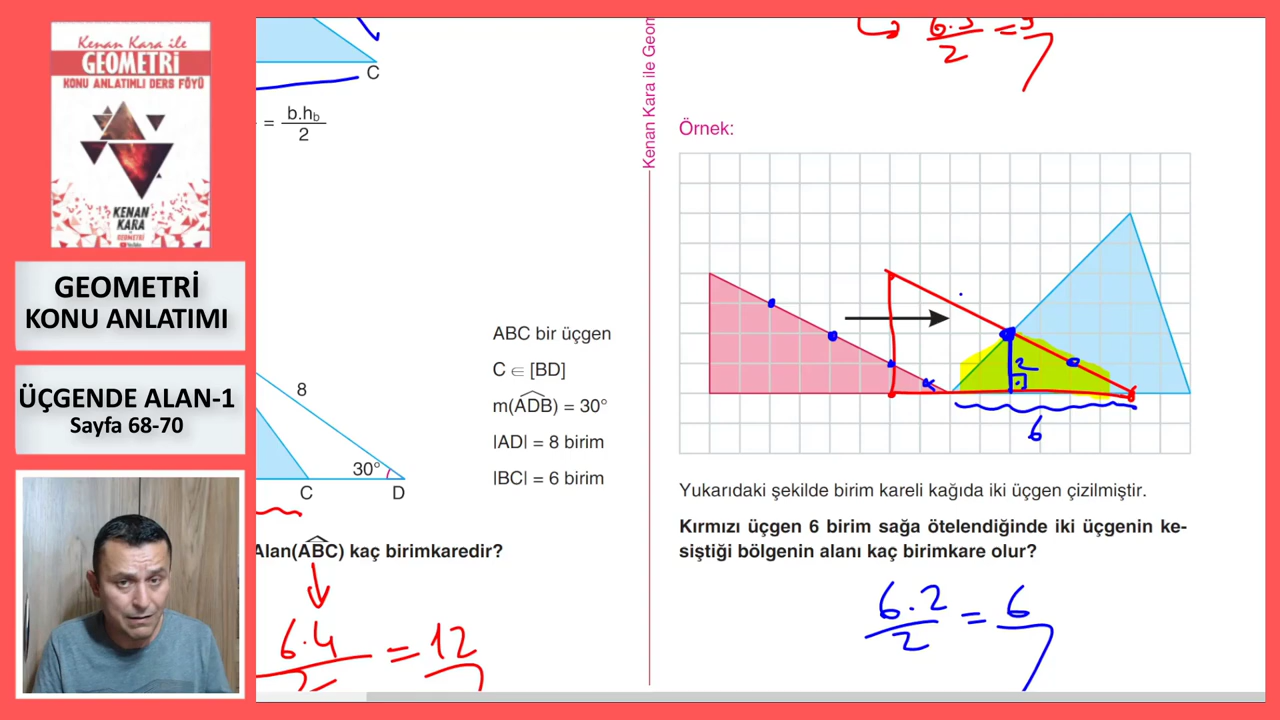 Kenan Kara ile
GEOMETRİ
KONU ANLATIMLI DERS FÖYÜ
KENAN
KARA
GEOMETRİ
GEOMETRİ
KONU ANLATIMI
ÜÇGENDE ALAN-1
Sayfa 68-70
C
= b.h_b / 2
8
30°
C
D
ABC bir üçgen
C ∈ [BD]
m(ADB) = 30°
|AD| = 8 birim
|BC| = 6 birim
Alan(ABC) kaç birimkaredir?
6.4 / 2 = 12
Kenan Kara ile Geom
6.3 / 2 = 9
Örnek:
2
6
Yukarıdaki şekilde birim kareli kağıda iki üçgen çizilmiştir.
Kırmızı üçgen 6 birim sağa ötelendiğinde iki üçgenin ke-
siştiği bölgenin alanı kaç birimkare olur?
6.2 / 2 = 6